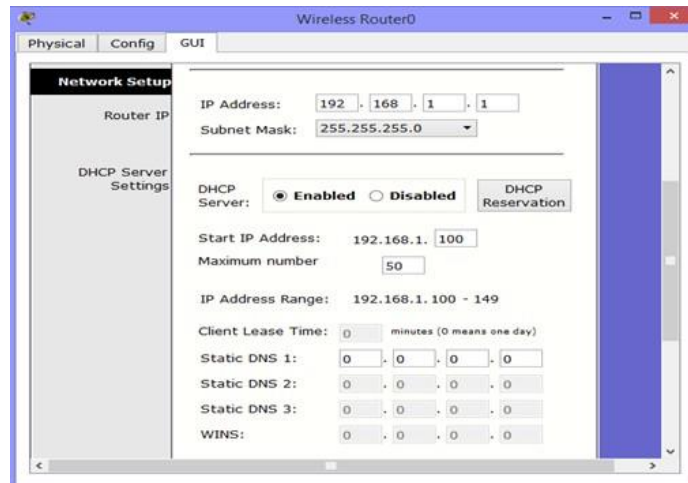 Wireless Router0
Physical Config GUI
Network Setup
Router IP
IP Address: 192 . 168 . 1 . 1
Subnet Mask: 255.255.255.0
DHCP Server Settings
DHCP Server: Enabled Disabled DHCP Reservation
Start IP Address: 192.168.1. 100
Maximum number 50
IP Address Range: 192.168.1.100 - 149
Client Lease Time: 0 minutes (0 means one day)
Static DNS 1: 0 . 0 . 0 . 0
Static DNS 2: 0 . 0 . 0 . 0
Static DNS 3: 0 . 0 . 0 . 0
WINS: 0 . 0 . 0 . 0